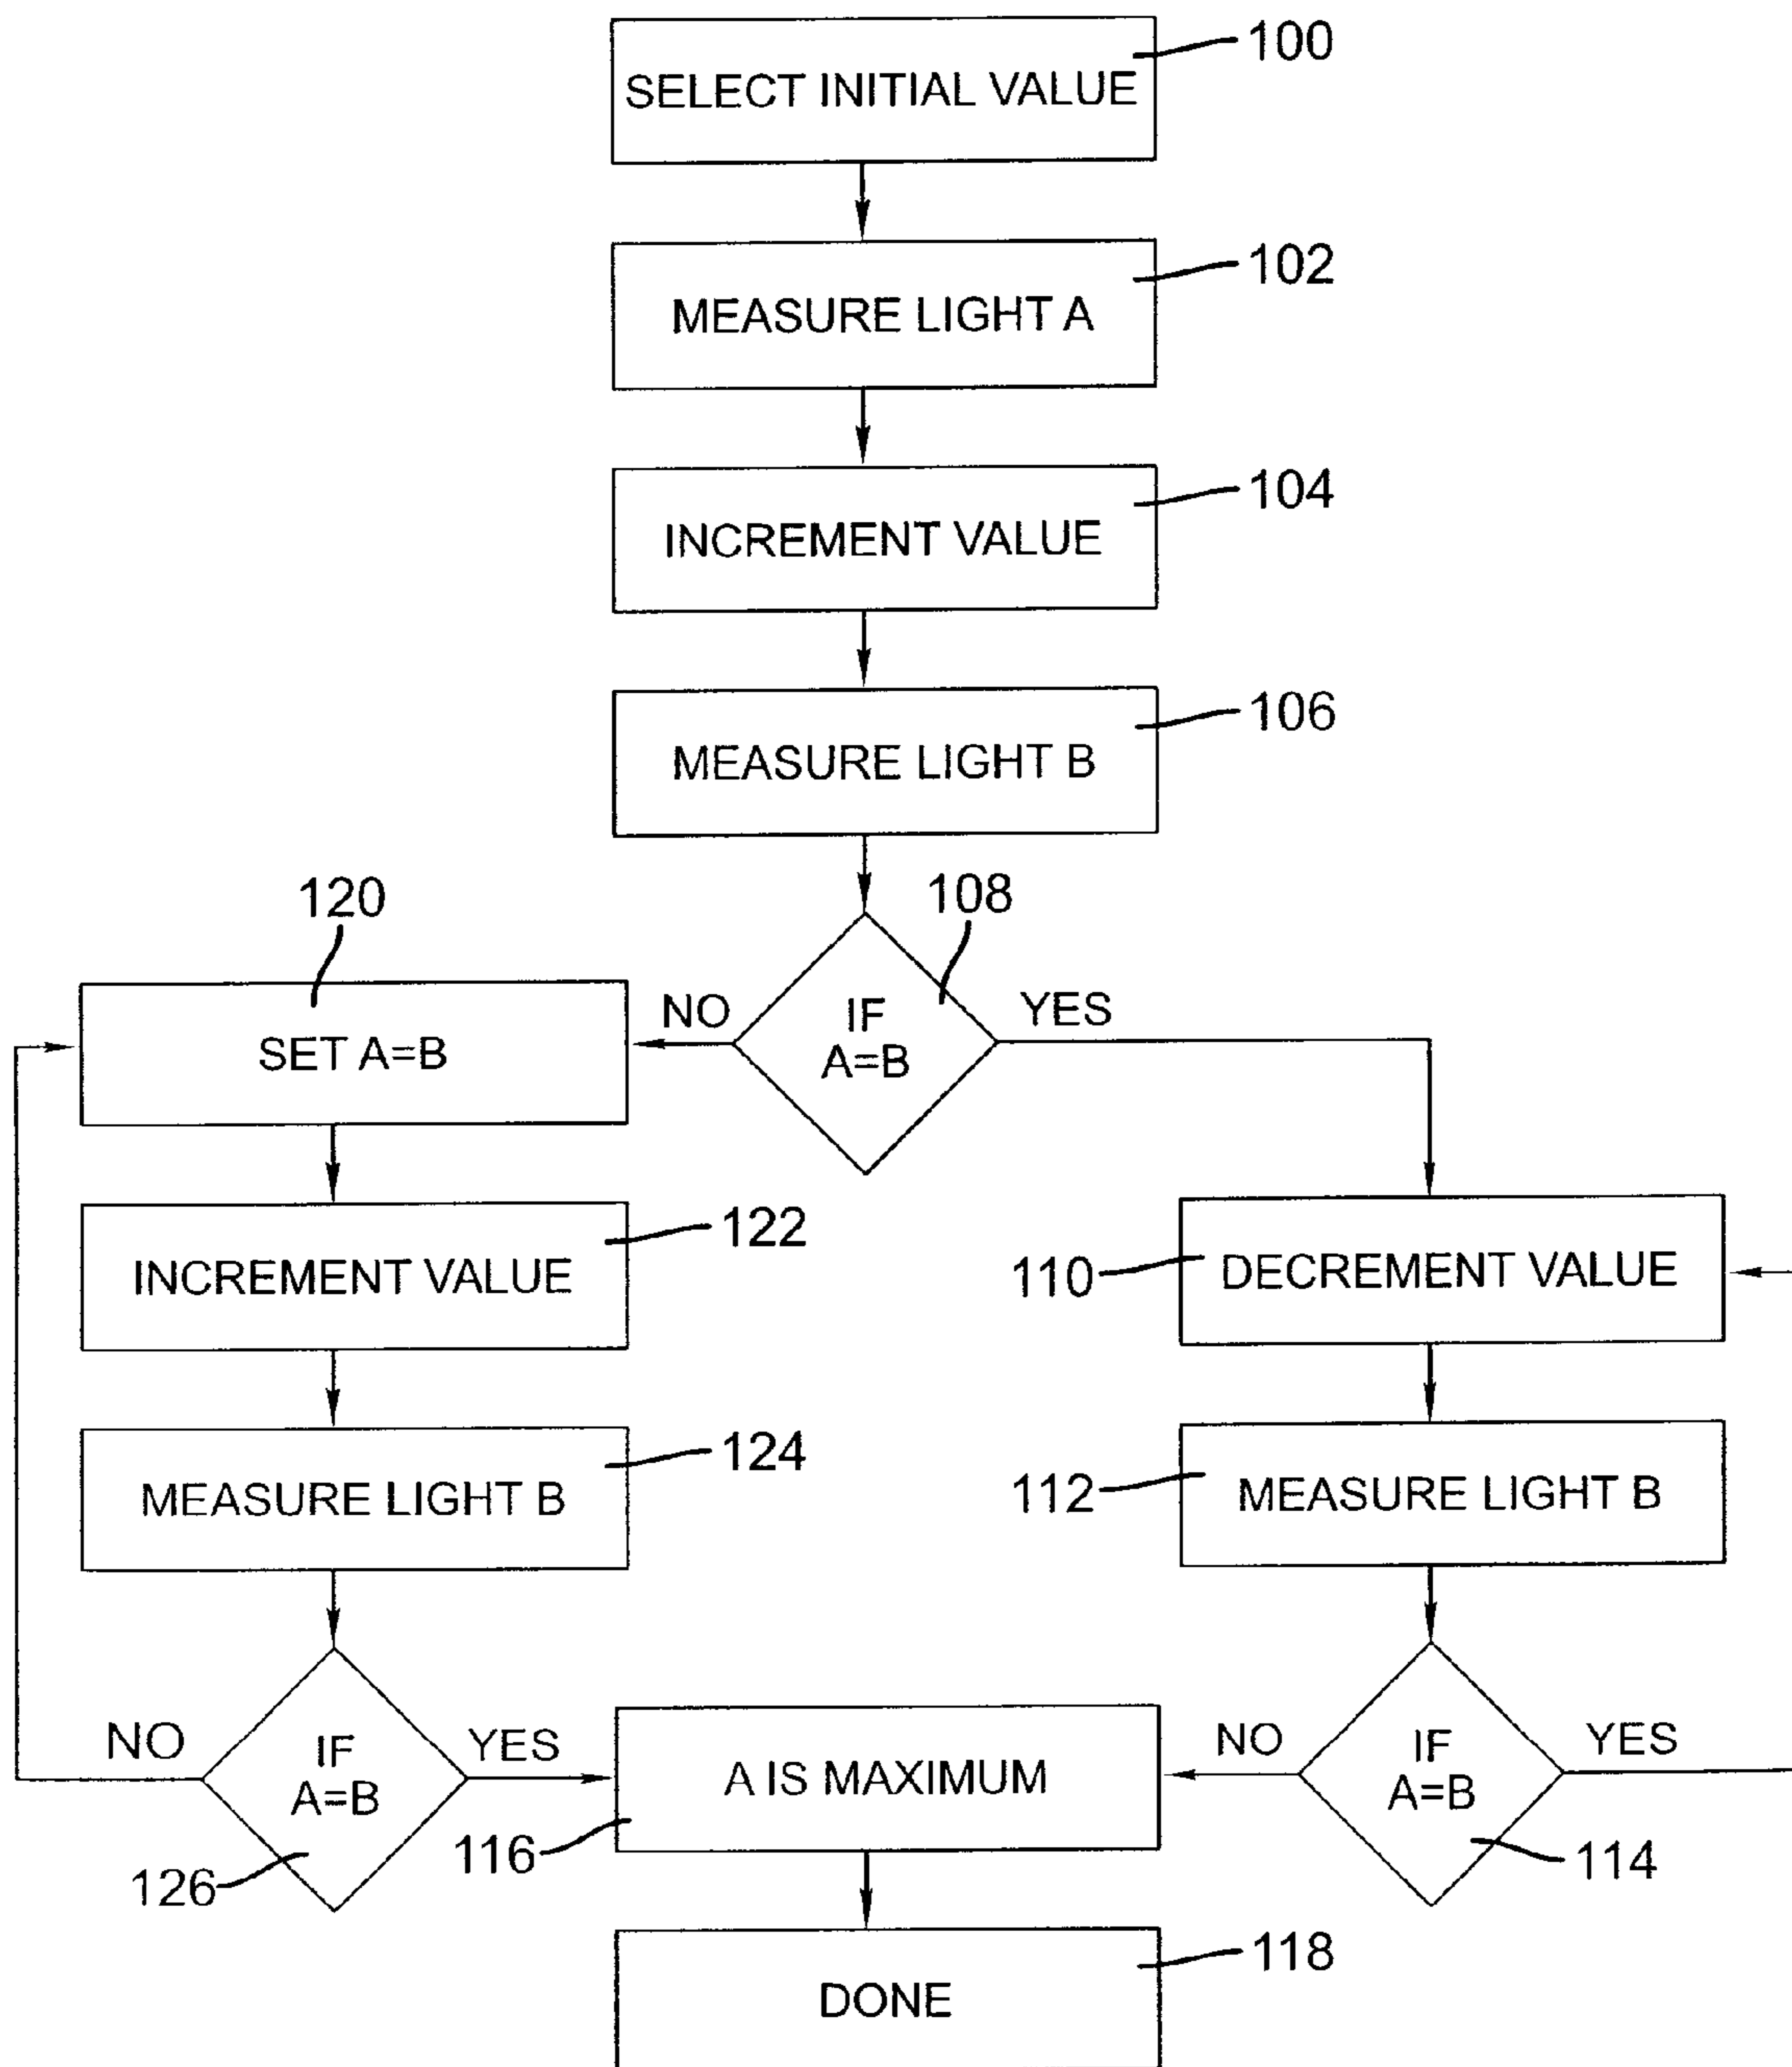 100
SELECT INITIAL VALUE
102
MEASURE LIGHT A
104
INCREMENT VALUE
106
MEASURE LIGHT B
108
IF
A=B
NO
YES
120
SET A=B
122
INCREMENT VALUE
110
DECREMENT VALUE
124
MEASURE LIGHT B
112
MEASURE LIGHT B
126
IF
A=B
NO
YES
116
A IS MAXIMUM
NO
IF
A=B
YES
114
118
DONE